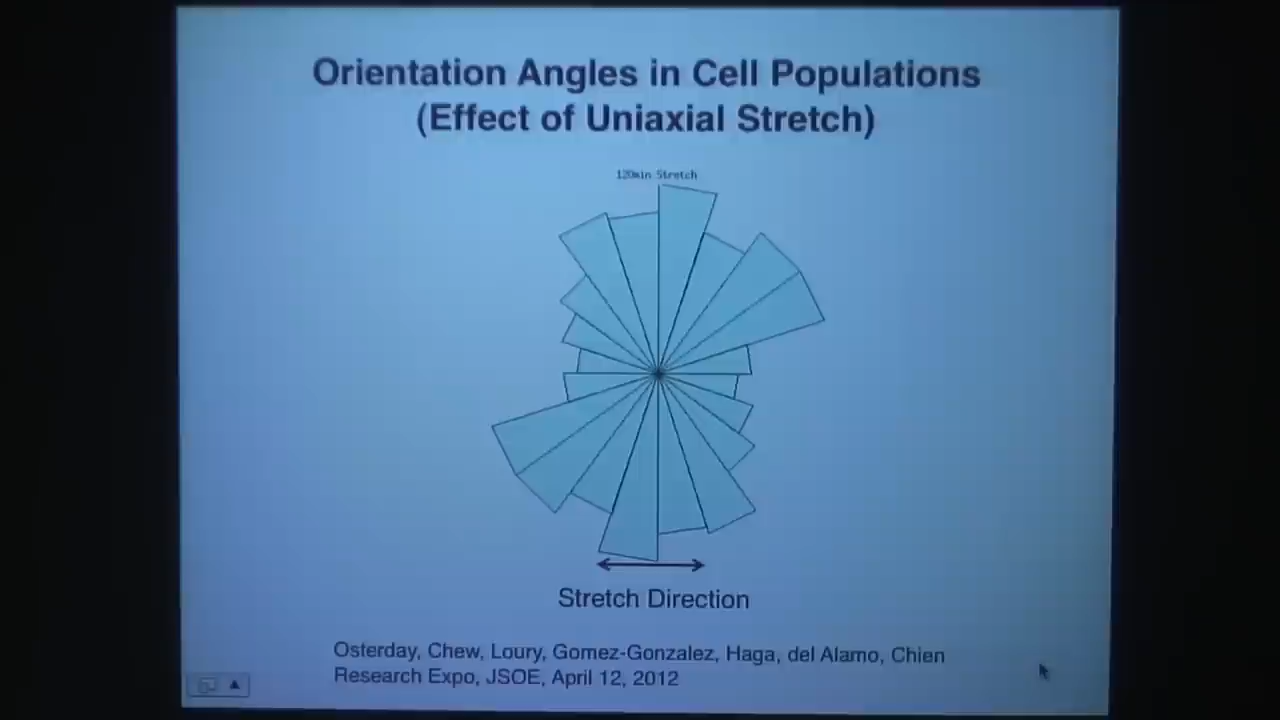 Orientation Angles in Cell Populations
(Effect of Uniaxial Stretch)
120min Stretch
Stretch Direction
Osterday, Chew, Loury, Gomez-Gonzalez, Haga, del Alamo, Chien
Research Expo, JSOE, April 12, 2012